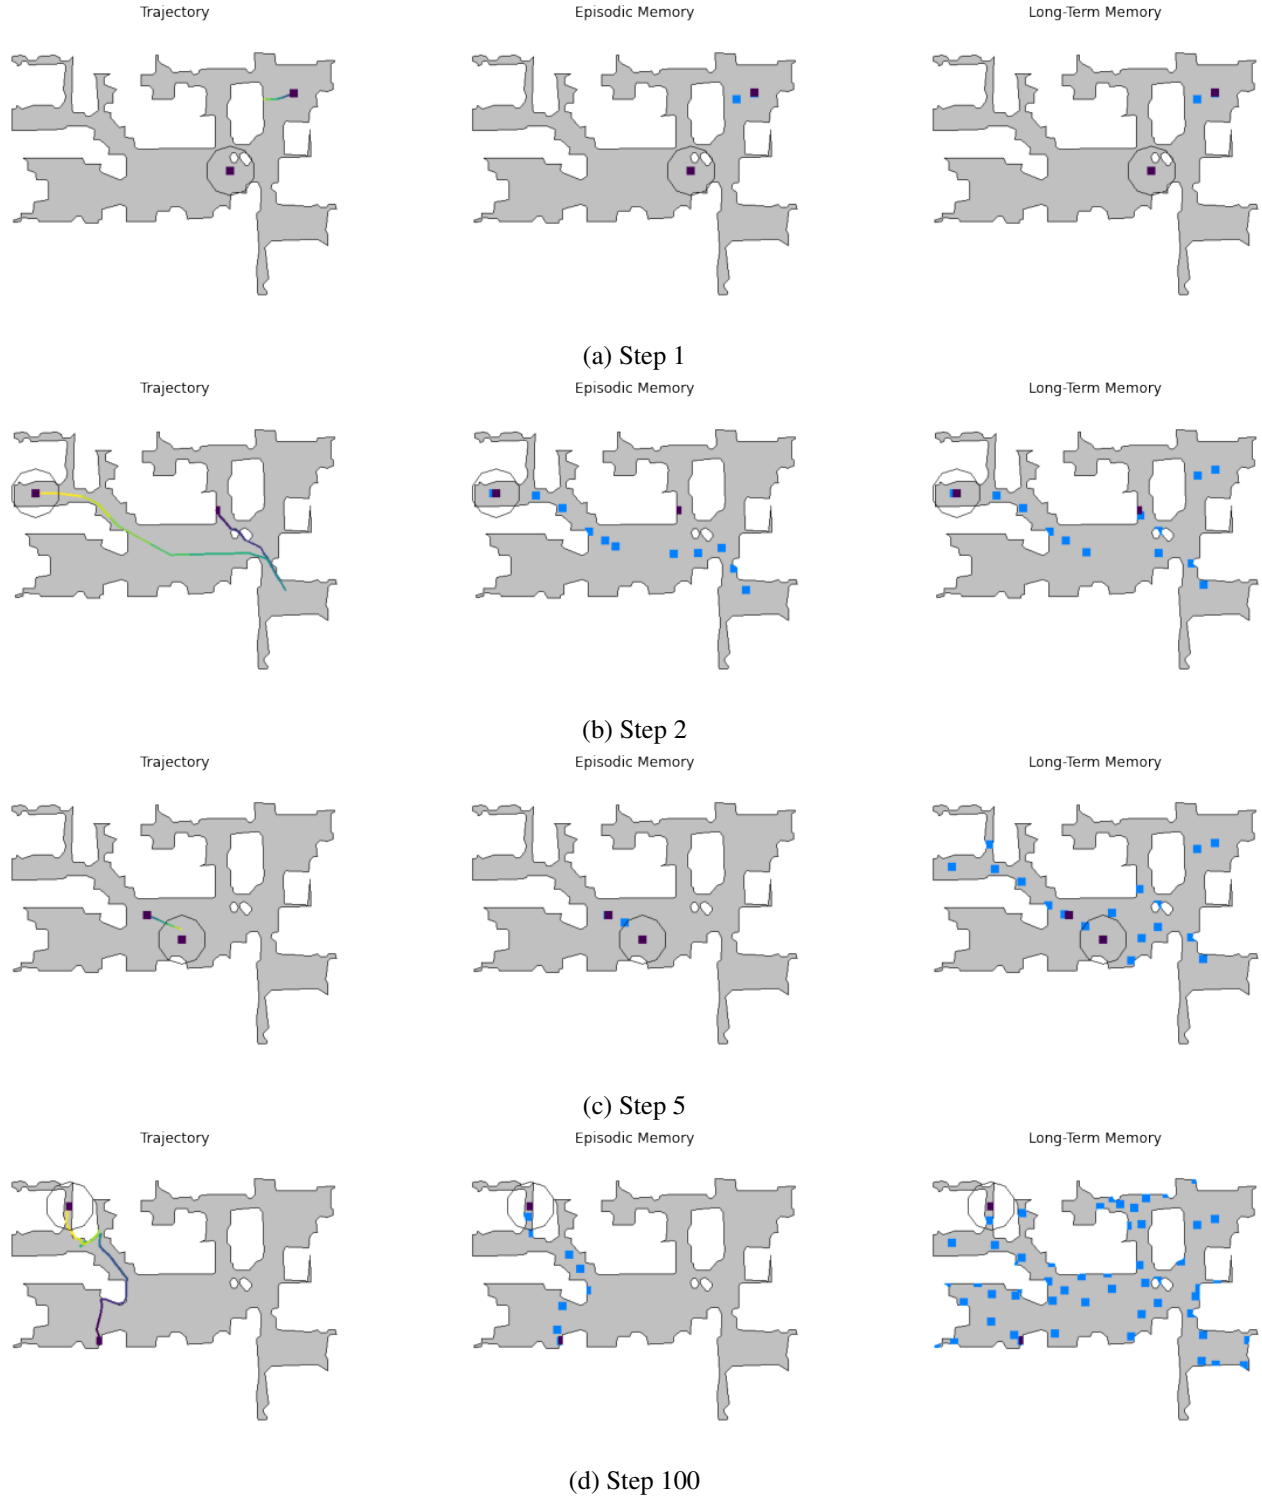 Trajectory Episodic Memory Long-Term Memory
(a) Step 1
Trajectory Episodic Memory Long-Term Memory
(b) Step 2
Trajectory Episodic Memory Long-Term Memory
(c) Step 5
Trajectory Episodic Memory Long-Term Memory
(d) Step 100